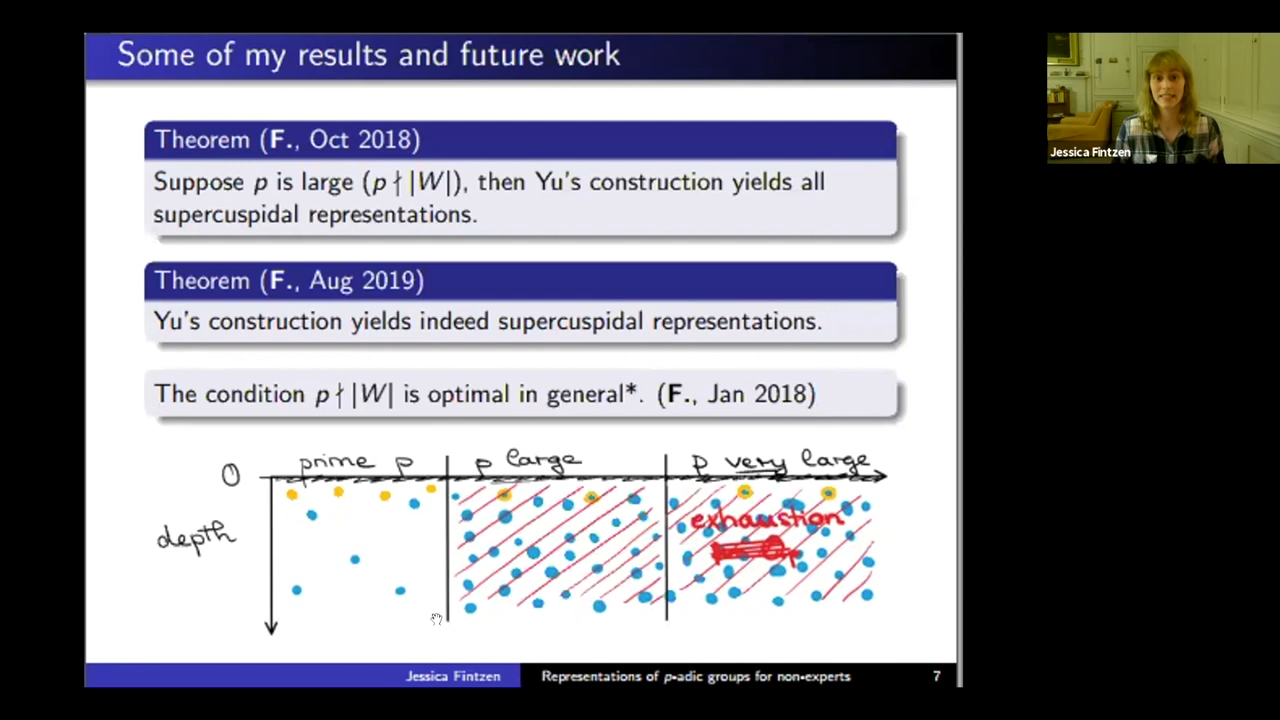 Some of my results and future work
Theorem (F., Oct 2018)
Suppose p is large (p ∤ |W|), then Yu's construction yields all
supercuspidal representations.
Theorem (F., Aug 2019)
Yu's construction yields indeed supercuspidal representations.
The condition p ∤ |W| is optimal in general*. (F., Jan 2018)
0 prime p p large p very large
exhaustion
depth
Jessica Fintzen Representations of p-adic groups for non-experts 7
Jessica Fintzen